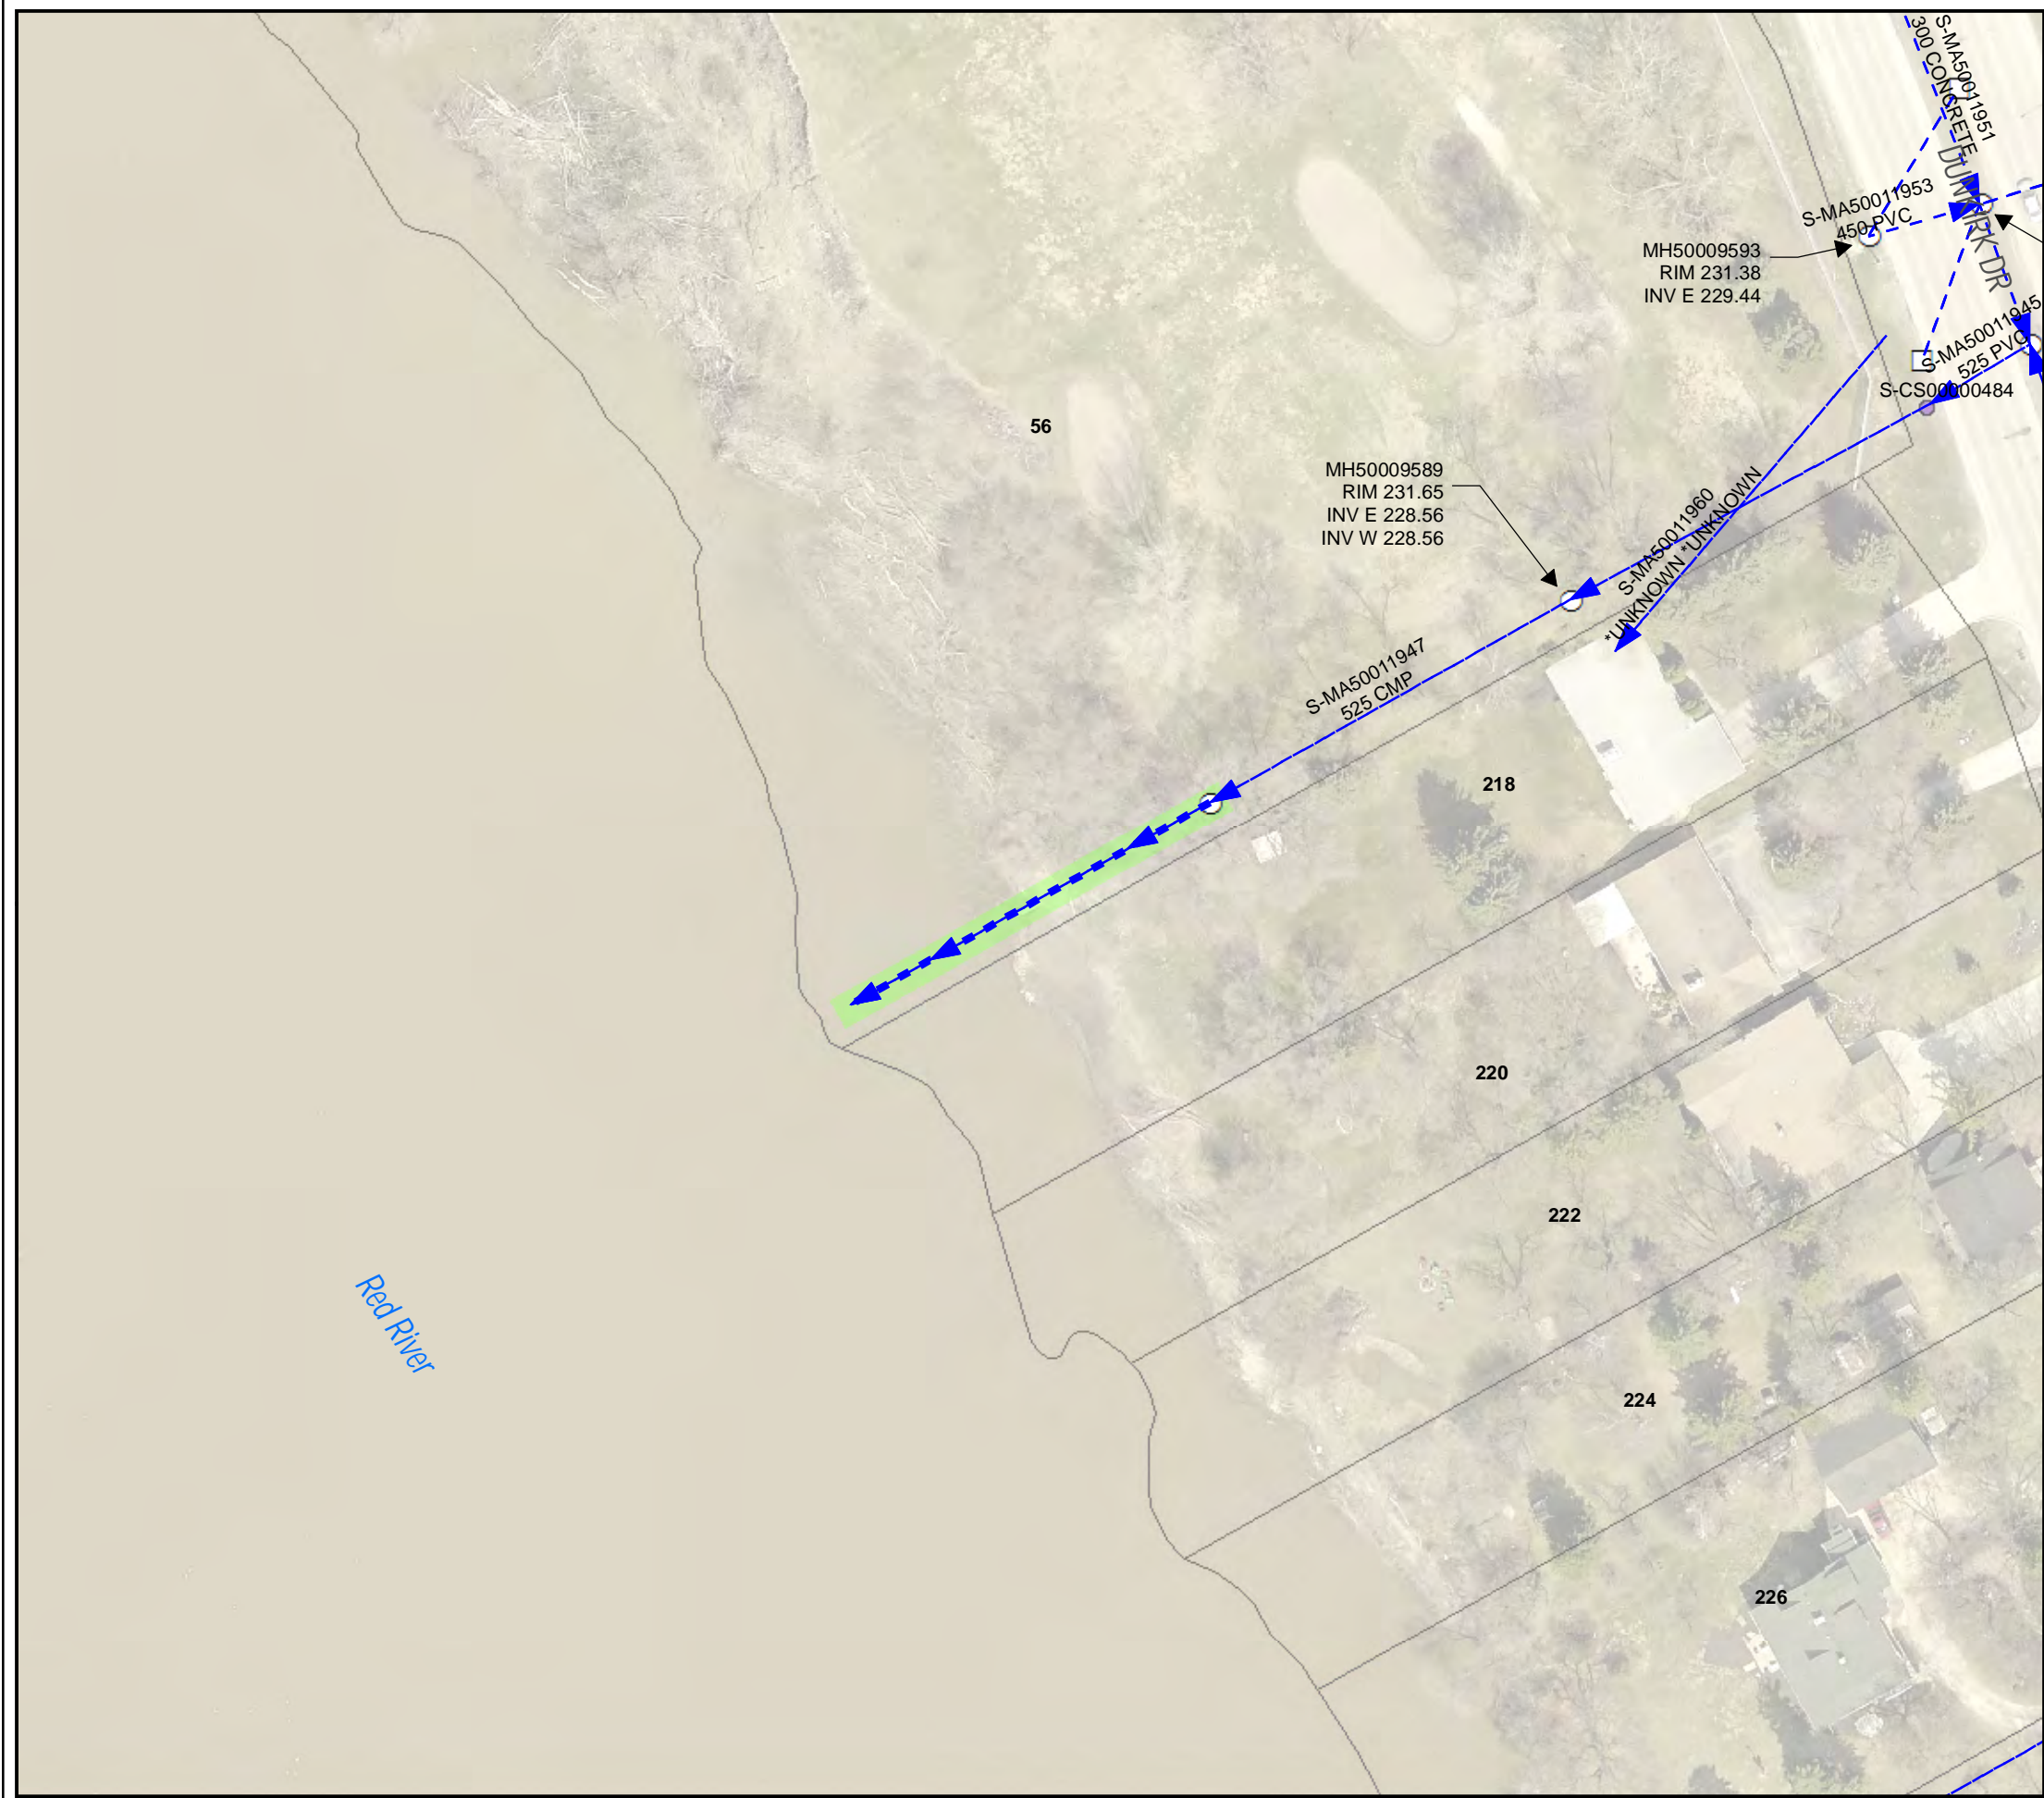 S-MA50011951
300 CONCRETE
DUNKIRK DR
S-MA50011953
450 PVC
MH50009593
RIM 231.38
INV E 229.44
S-MA50011945
525 PVC
S-CS00000484
56
MH50009589
RIM 231.65
INV E 228.56
INV W 228.56
S-MA50011960
*UNKNOWN *UNKNOWN
S-MA50011947
525 CMP
218
220
222
Red River
224
226